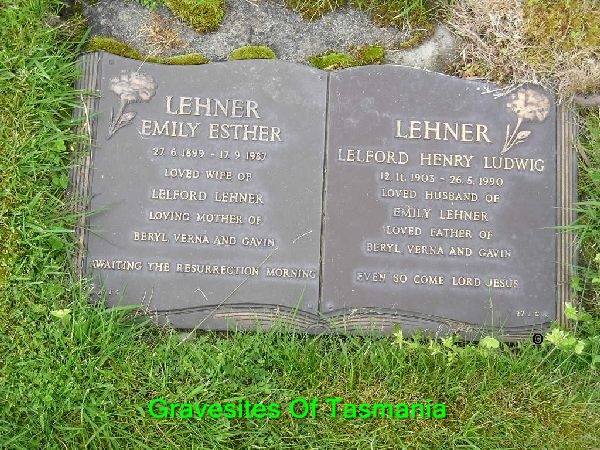 LEHNER
EMILY ESTHER
27.6.1899 - 17.9.1987
LOVED WIFE OF
LELFORD LEHNER
LOVING MOTHER OF
BERYL, VERNA AND GAVIN
AWAITING THE RESURRECTION MORNING
LEHNER
LELFORD HENRY LUDWIG
12.11.1903 - 26.5.1990
LOVED HUSBAND OF
EMILY LEHNER
LOVED FATHER OF
BERYL, VERNA AND GAVIN
EVEN SO COME LORD JESUS
©
Gravesites Of Tasmania